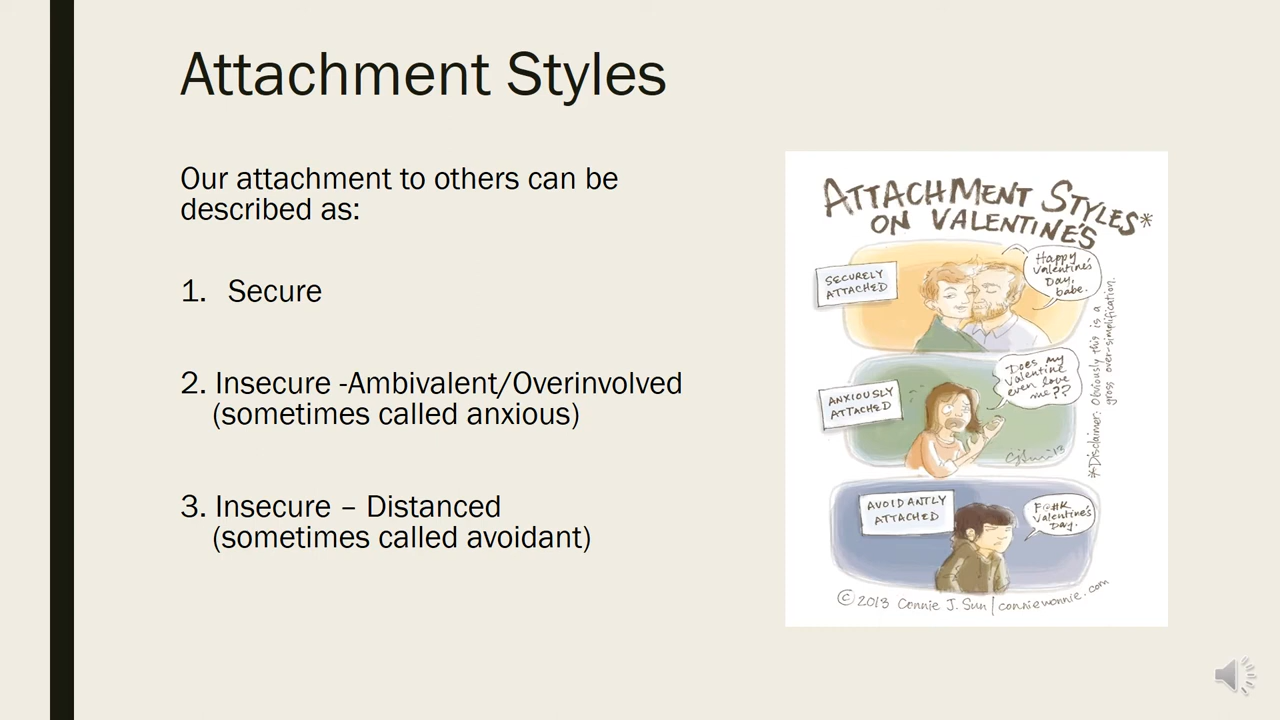 Attachment Styles
Our attachment to others can be
described as:
1. Secure
2. Insecure -Ambivalent/Overinvolved
(sometimes called anxious)
3. Insecure – Distanced
(sometimes called avoidant)
ATTACHMENT STYLES*
ON VALENTINE'S
SECURELY
ATTACHED
Happy
Valentine's
Day,
babe.
ANXIOUSLY
ATTACHED
Does my
Valentine
even love
me??
AVOIDANTLY
ATTACHED
F@#K
Valentine's
Day.
*Disclaimer: Obviously this is a
gross over-simplification.
© 2013 Connie J. Sun | conniewonnie.com